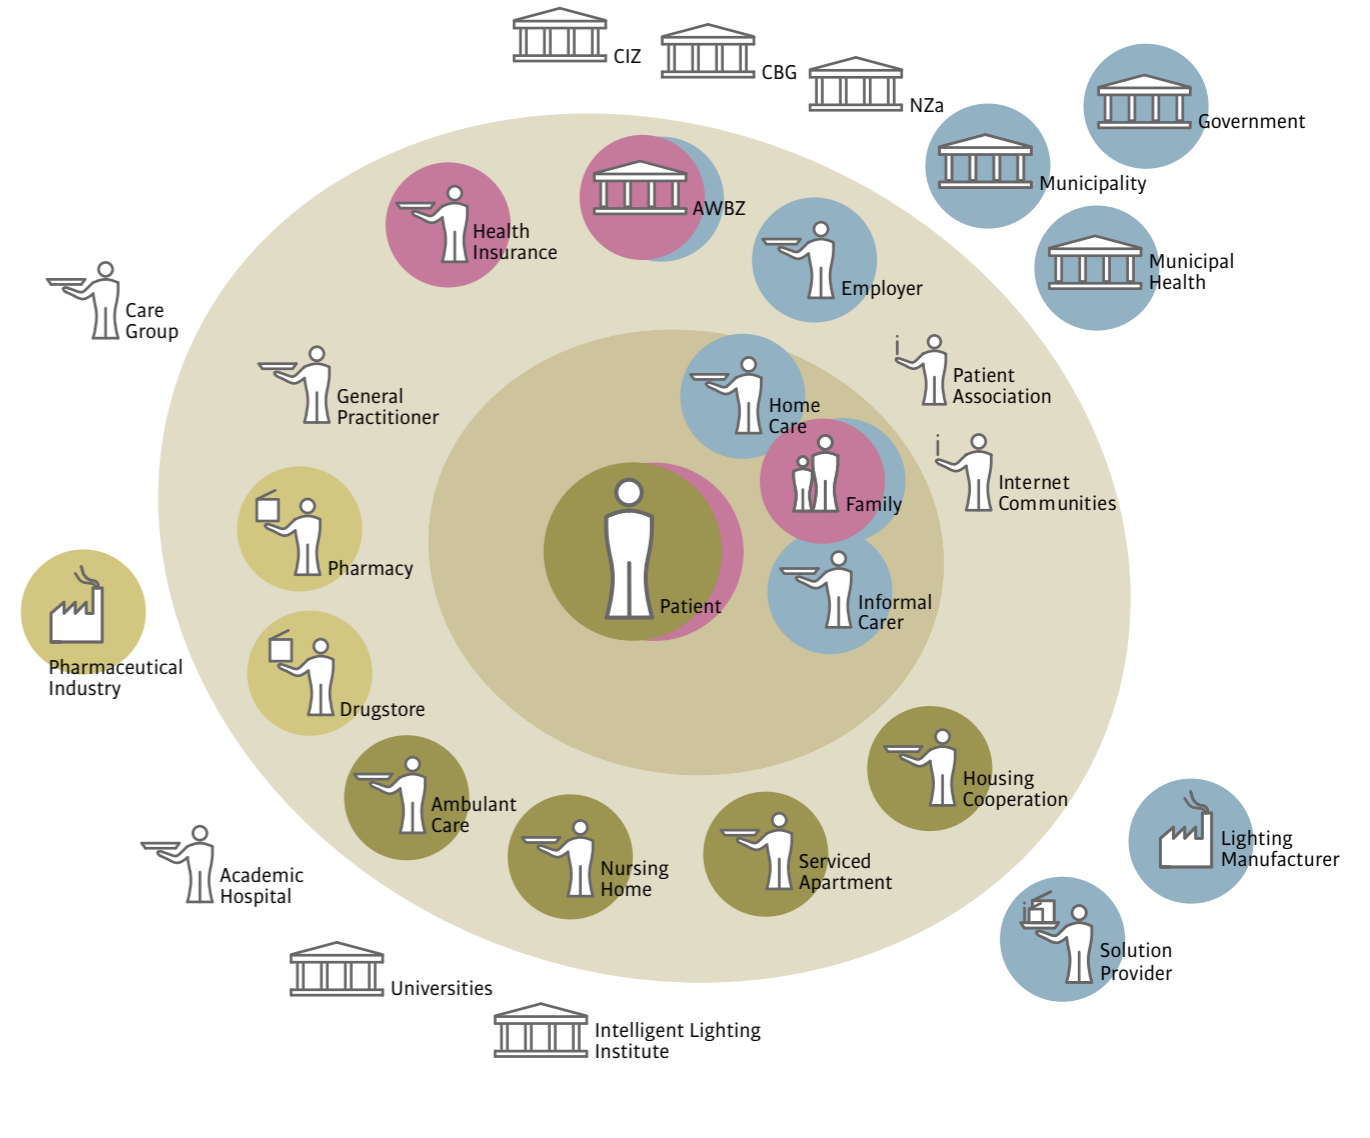 CIZ
CBG
NZa
Government
Municipality
AWBZ
Health
Insurance
Municipal
Health
Employer
Care
Group
Patient
Association
General
Practitioner
Home
Care
Internet
Communities
Family
Pharmacy
Patient
Informal
Carer
Pharmaceutical
Industry
Drugstore
Housing
Cooperation
Ambulant
Care
Lighting
Manufacturer
Nursing
Home
Serviced
Apartment
Academic
Hospital
Solution
Provider
Universities
Intelligent Lighting
Institute